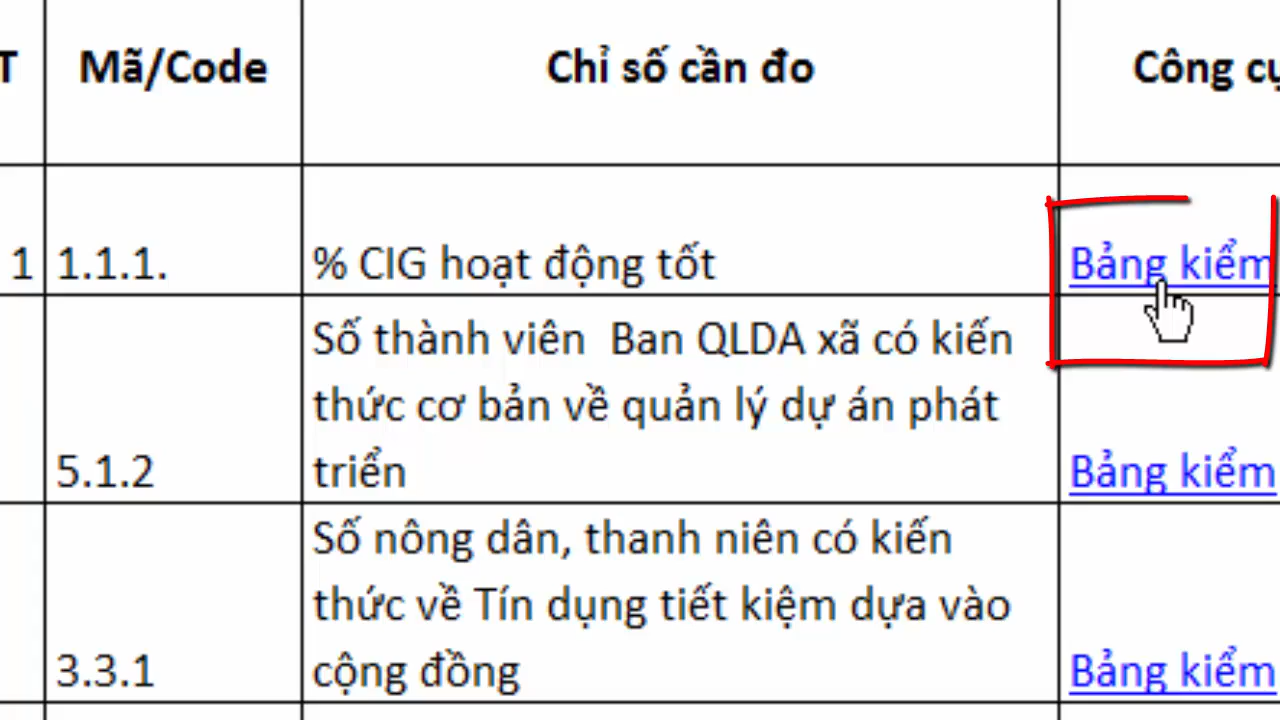 T Mã/Code Chỉ số cần đo Công cụ
1 1.1.1. % CIG hoạt động tốt Bảng kiểm
Số thành viên Ban QLDA xã có kiến
thức cơ bản về quản lý dự án phát
5.1.2 triển Bảng kiểm
Số nông dân, thanh niên có kiến
thức về Tín dụng tiết kiệm dựa vào
3.3.1 cộng đồng Bảng kiểm